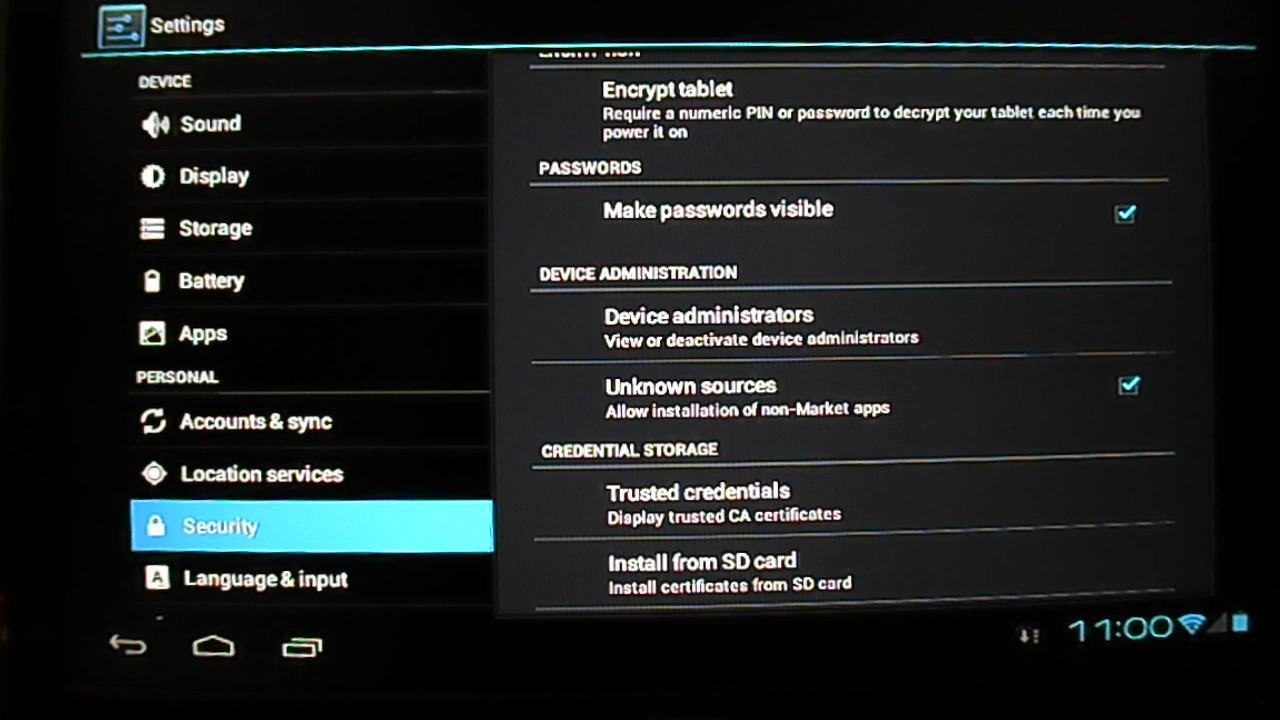 Settings
DEVICE
Sound
Display
Storage
Battery
Apps
PERSONAL
Accounts & sync
Location services
Security
Language & input
Encrypt tablet
Require a numeric PIN or password to decrypt your tablet each time you
power it on
PASSWORDS
Make passwords visible
DEVICE ADMINISTRATION
Device administrators
View or deactivate device administrators
Unknown sources
Allow installation of non-Market apps
CREDENTIAL STORAGE
Trusted credentials
Display trusted CA certificates
Install from SD card
Install certificates from SD card
11:00